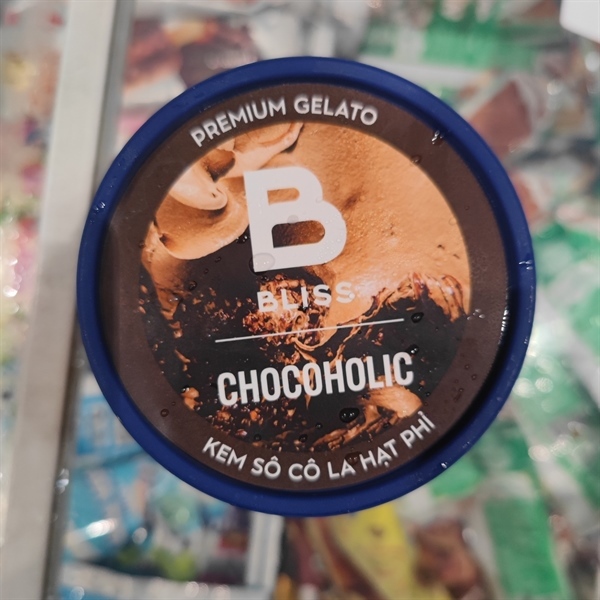 PREMIUM GELATO
B
BLISS
CHOCOHOLIC
KEM SÔ CÔ LA HẠT PHỈ